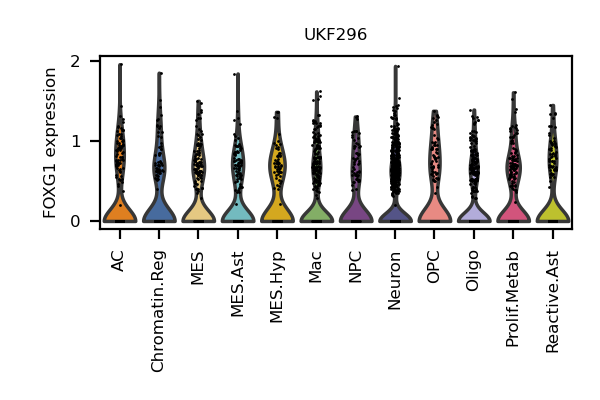 UKF296
FOXG1 expression
2
1
0
AC
Chromatin.Reg
MES
MES.Ast
MES.Hyp
Mac
NPC
Neuron
OPC
Oligo
Prolif.Metab
Reactive.Ast